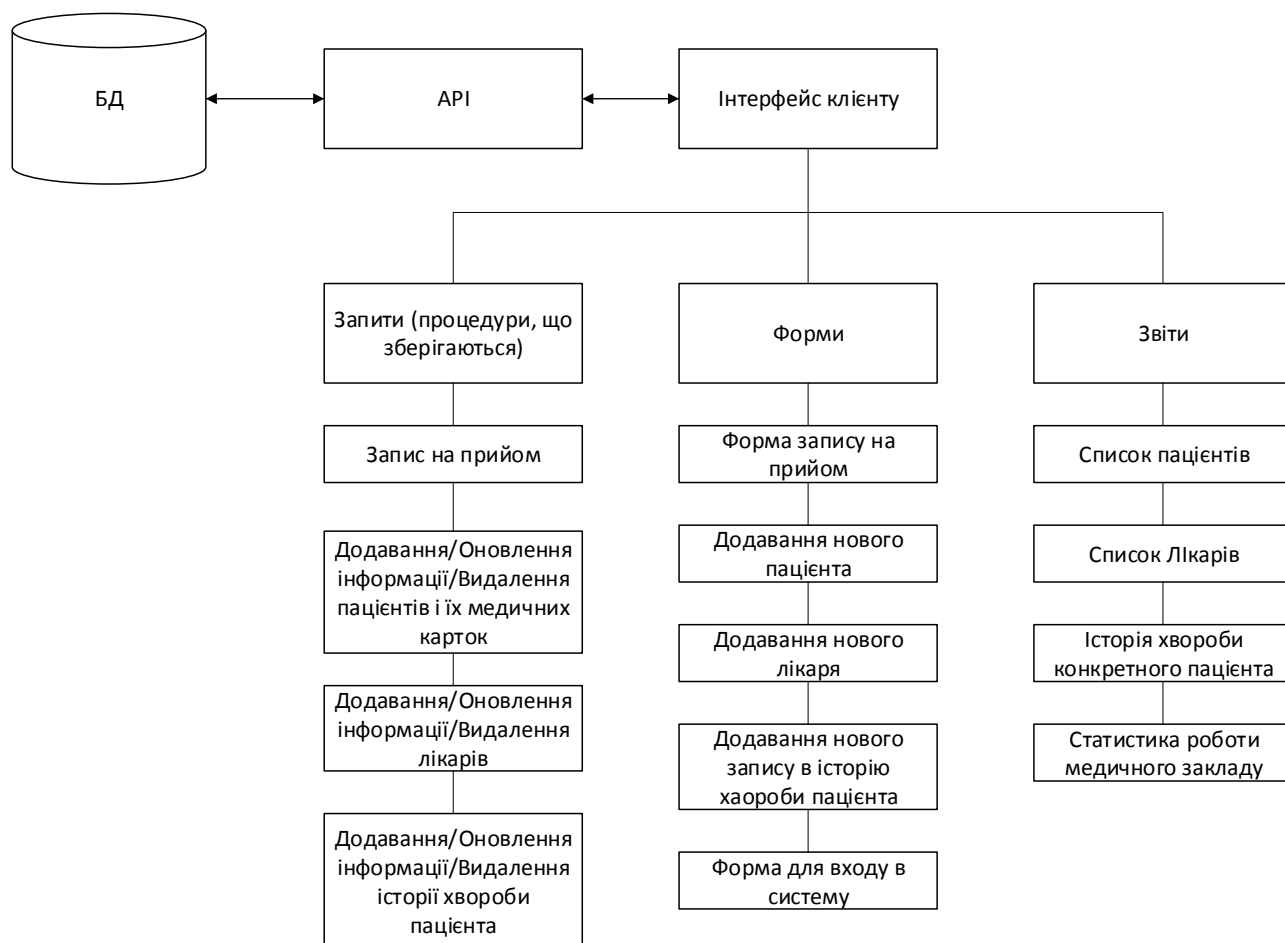 БД
API
Інтерфейс клієнту
Запити (процедури, що
зберігаються)
Форми
Звіти
Запис на прийом
Форма запису на
прийом
Список пацієнтів
Додавання/Оновлення
інформації/Видалення
пацієнтів і їх медичних
карток
Додавання нового
пацієнта
Список ЛІкарів
Додавання нового
лікаря
Історія хвороби
конкретного пацієнта
Додавання/Оновлення
інформації/Видалення
лікарів
Додавання нового
запису в історію
хаороби пацієнта
Статистика роботи
медичного закладу
Додавання/Оновлення
інформації/Видалення
історії хвороби
пацієнта
Форма для входу в
систему